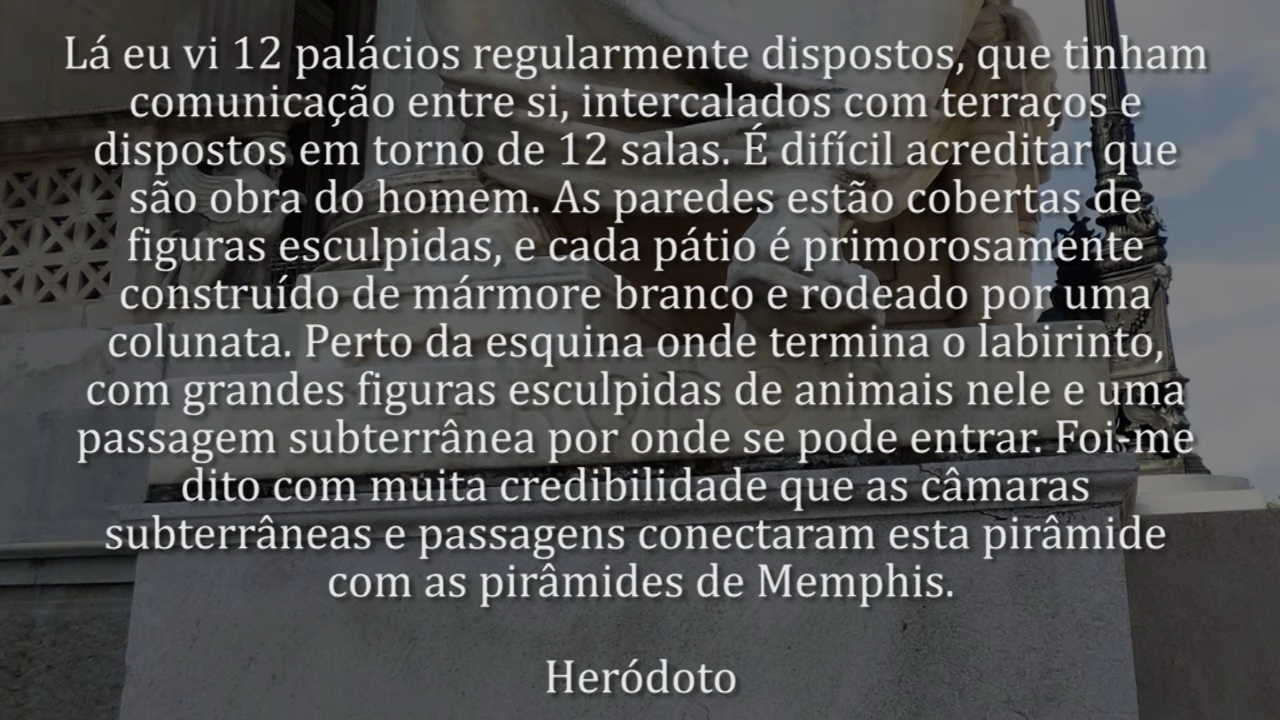 Lá eu vi 12 palácios regularmente dispostos, que tinham
comunicação entre si, intercalados com terraços e
dispostos em torno de 12 salas. É difícil acreditar que
são obra do homem. As paredes estão cobertas de
figuras esculpidas, e cada pátio é primorosamente
construído de mármore branco e rodeado por uma
colunata. Perto da esquina onde termina o labirinto,
com grandes figuras esculpidas de animais nele e uma
passagem subterrânea por onde se pode entrar. Foi-me
dito com muita credibilidade que as câmaras
subterrâneas e passagens conectaram esta pirâmide
com as pirâmides de Memphis.
Heródoto